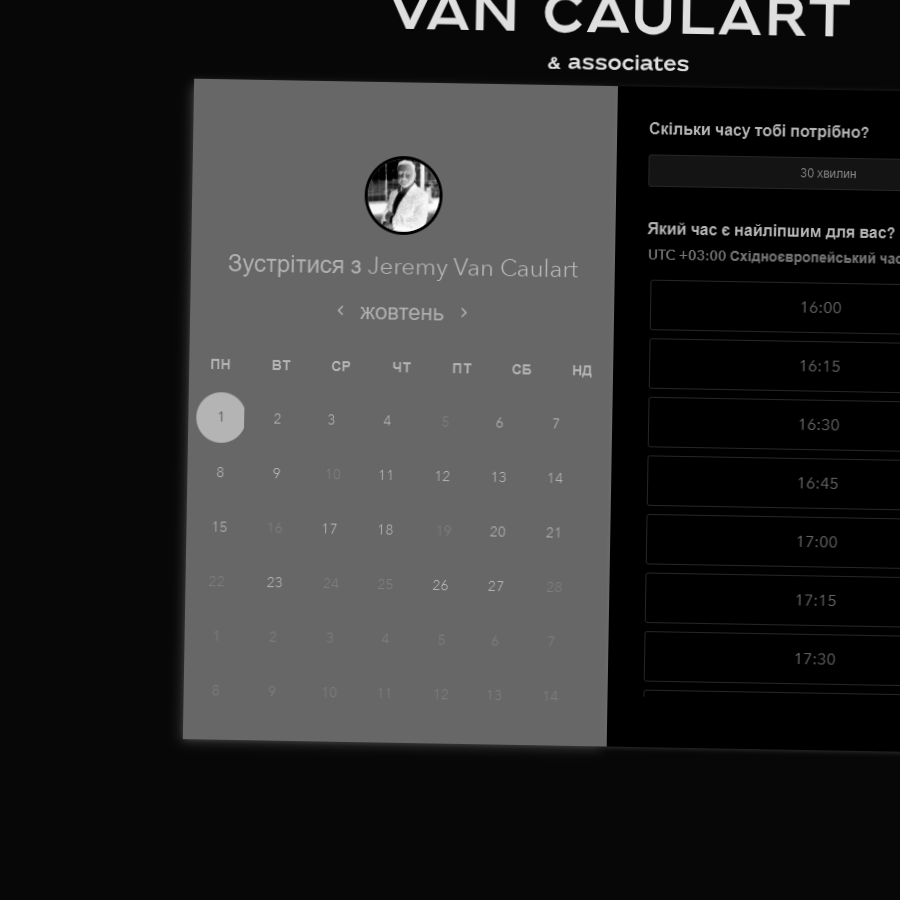 VAN CAULART
& associates
Зустрітися з Jeremy Van Caulart
жовтень
ПН ВТ СР ЧТ ПТ СБ НД
1 2 3 4 5 6 7
8 9 10 11 12 13 14
15 16 17 18 19 20 21
22 23 24 25 26 27 28
1 2 3 4 5 6 7
8 9 10 11 12 13 14
Скільки часу тобі потрібно?
30 хвилин
Який час є найліпшим для вас?
UTC +03:00 Східноєвропейський час
16:00
16:15
16:30
16:45
17:00
17:15
17:30